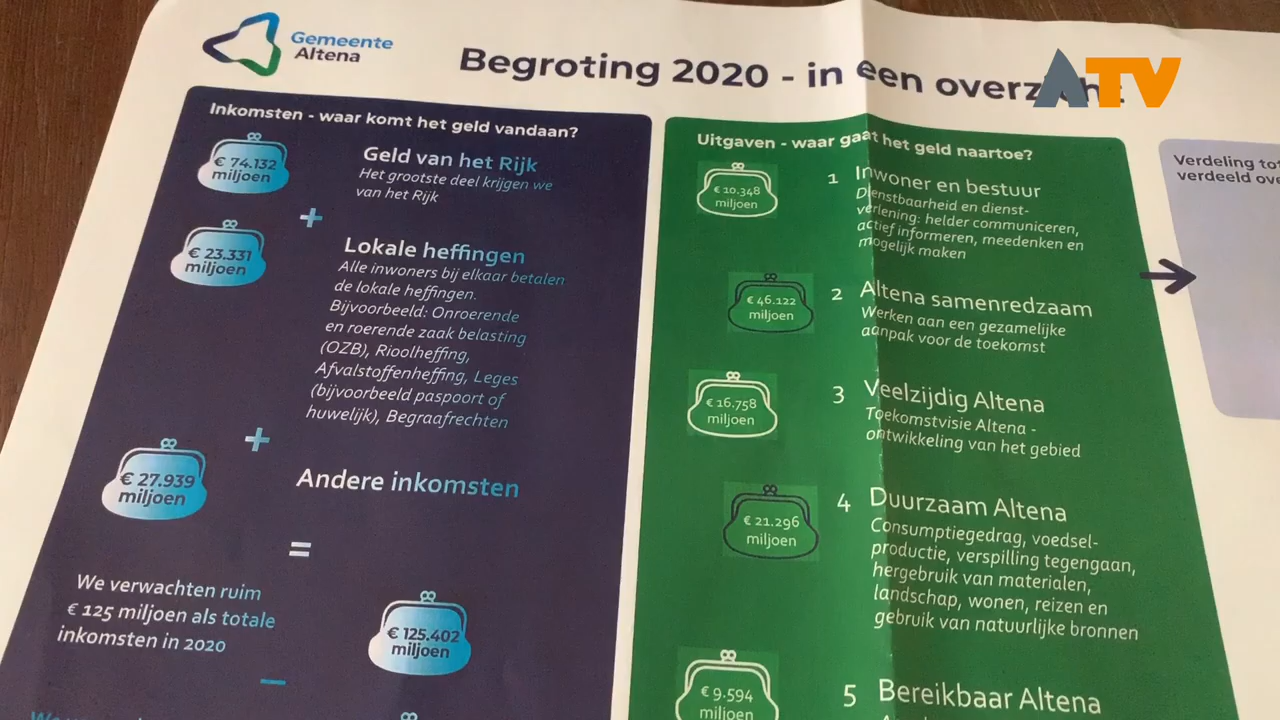 Gemeente
Altena
Begroting 2020 - in een
ATV
Inkomsten - waar komt het geld vandaan?
€ 74.132
miljoen
Geld van het Rijk
Het grootste deel krijgen we
van het Rijk
+
€ 23.331
miljoen
Lokale heffingen
Alle inwoners bij elkaar betalen
de lokale heffingen.
Bijvoorbeeld: Onroerende
en roerende zaak belasting
(OZB), Rioolheffing,
Afvalstoffenheffing, Leges
(bijvoorbeeld paspoort of
huwelijk), Begraafrechten
+
€ 27.939
miljoen
Andere inkomsten
=
We verwachten ruim
€ 125 miljoen als totale
inkomsten in 2020
€ 125.402
miljoen
Uitgaven - waar gaat het geld naartoe?
€ 10.348
miljoen
1 Inwoner en bestuur
Dienstbaarheid en dienst-
verlening: helder communiceren,
actief informeren, meedenken en
mogelijk maken
€ 46.122
miljoen
2 Altena samenredzaam
Werken aan een gezamelijke
aanpak voor de toekomst
€ 16.758
miljoen
3 Veelzijdig Altena
Toekomstvisie Altena -
ontwikkeling van het gebied
€ 21.296
miljoen
4 Duurzaam Altena
Consumptiegedrag, voedsel-
productie, verspilling tegengaan,
hergebruik van materialen,
landschap, wonen, reizen en
gebruik van natuurlijke bronnen
€ 9.594
miljoen
5 Bereikbaar Altena
Verdeling
verdeeld